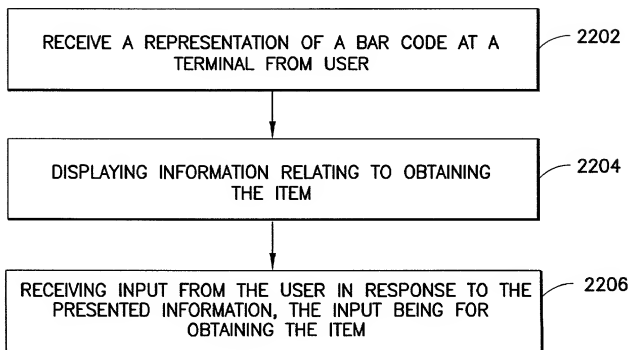 RECEIVE A REPRESENTATION OF A BAR CODE AT A
TERMINAL FROM USER
2202
DISPLAYING INFORMATION RELATING TO OBTAINING
THE ITEM
2204
RECEIVING INPUT FROM THE USER IN RESPONSE TO THE
PRESENTED INFORMATION, THE INPUT BEING FOR
OBTAINING THE ITEM
2206